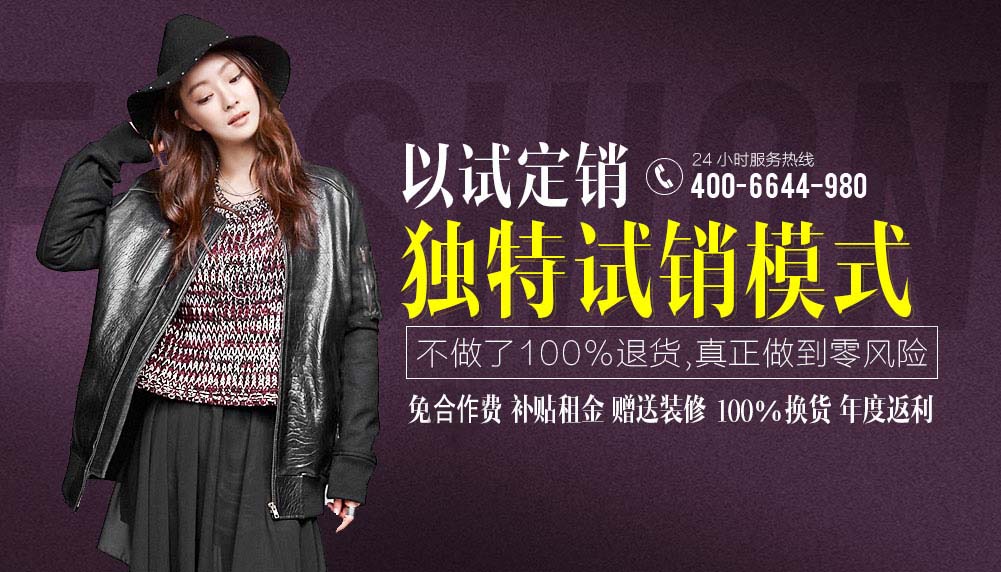 FASHION
以试定销
24 小时服务热线
400-6644-980
独特试销模式
不做了100%退货,真正做到零风险
免合作费 补贴租金 赠送装修 100%换货 年度返利